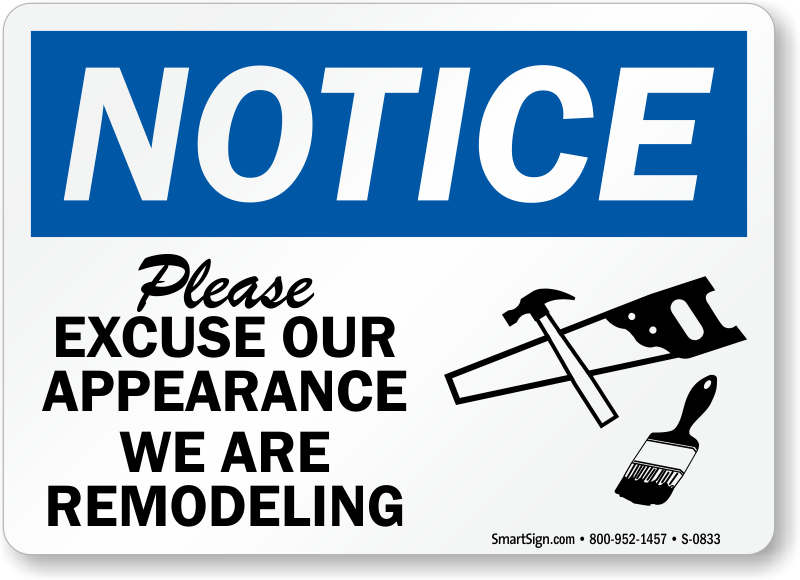 NOTICE
Please
EXCUSE OUR
APPEARANCE
WE ARE
REMODELING
SmartSign.com • 800-952-1457 • S-0833